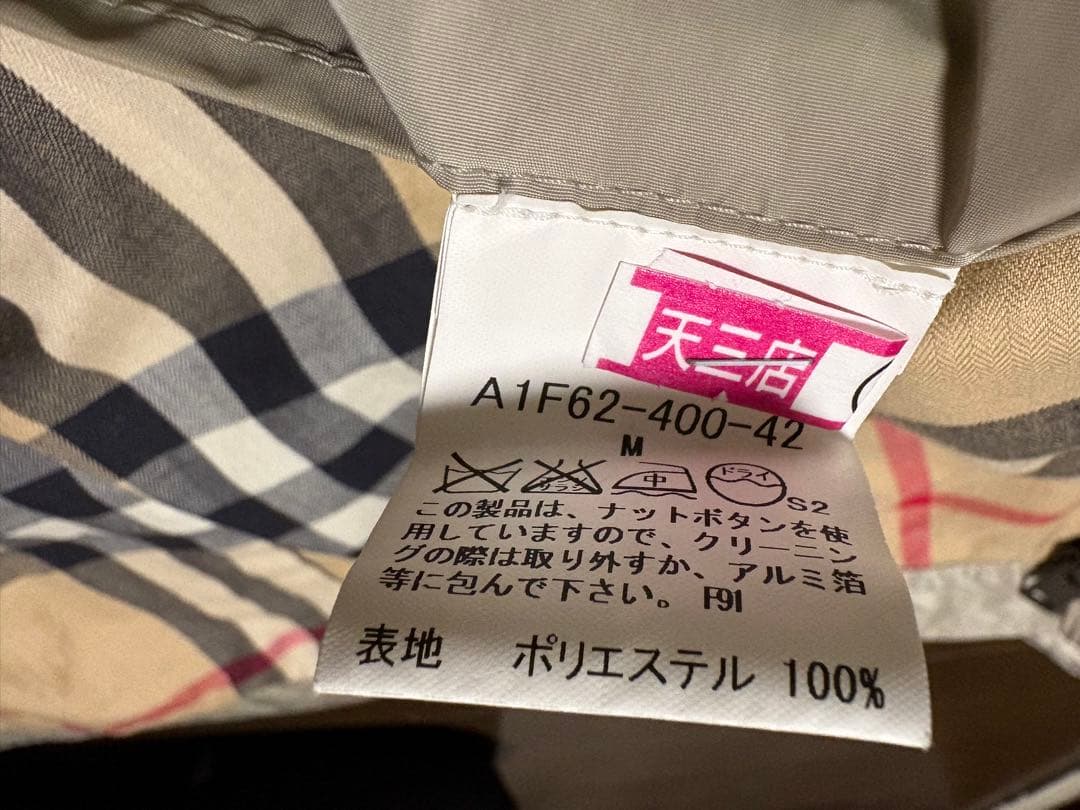 天三店
A1F62-400-42
M
ドライ
S2
この製品は、ナットボタンを使
用していますので、クリーニン
グの際は取り外すか、アルミ箔
等に包んで下さい。 F91
表地 ポリエステル 100%